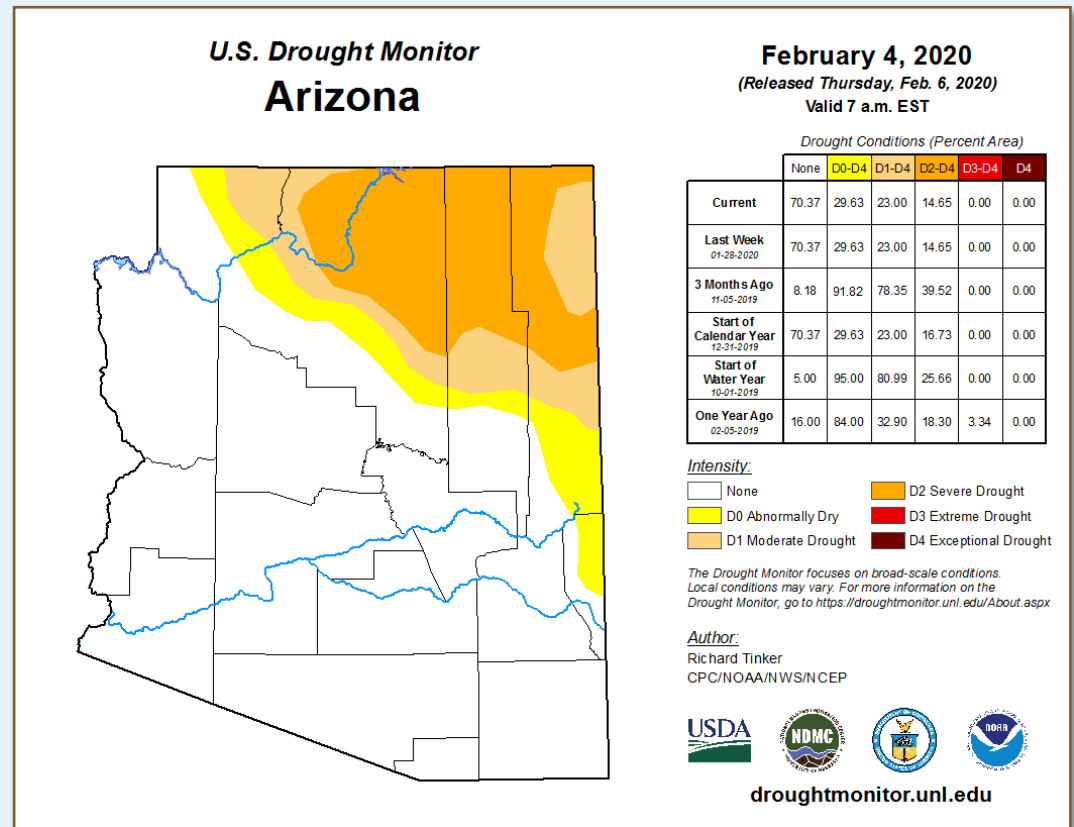 U.S. Drought Monitor
Arizona
February 4, 2020
(Released Thursday, Feb. 6, 2020)
Valid 7 a.m. EST
Drought Conditions (Percent Area)
None D0-D4 D1-D4 D2-D4 D3-D4 D4
Current 70.37 29.63 23.00 14.65 0.00 0.00
Last Week
01-28-2020
70.37 29.63 23.00 14.65 0.00 0.00
3 Months Ago
11-05-2019
8.18 91.82 78.35 39.52 0.00 0.00
Start of
Calendar Year
12-31-2019
70.37 29.63 23.00 16.73 0.00 0.00
Start of
Water Year
10-01-2019
5.00 95.00 80.99 25.66 0.00 0.00
One Year Ago
02-05-2019
16.00 84.00 32.90 18.30 3.34 0.00
Intensity:
None
D0 Abnormally Dry
D1 Moderate Drought
D2 Severe Drought
D3 Extreme Drought
D4 Exceptional Drought
The Drought Monitor focuses on broad-scale conditions.
Local conditions may vary. For more information on the
Drought Monitor, go to https://droughtmonitor.unl.edu/About.aspx
Author:
Richard Tinker
CPC/NOAA/NWS/NCEP
USDA
NDMC
NOAA
droughtmonitor.unl.edu